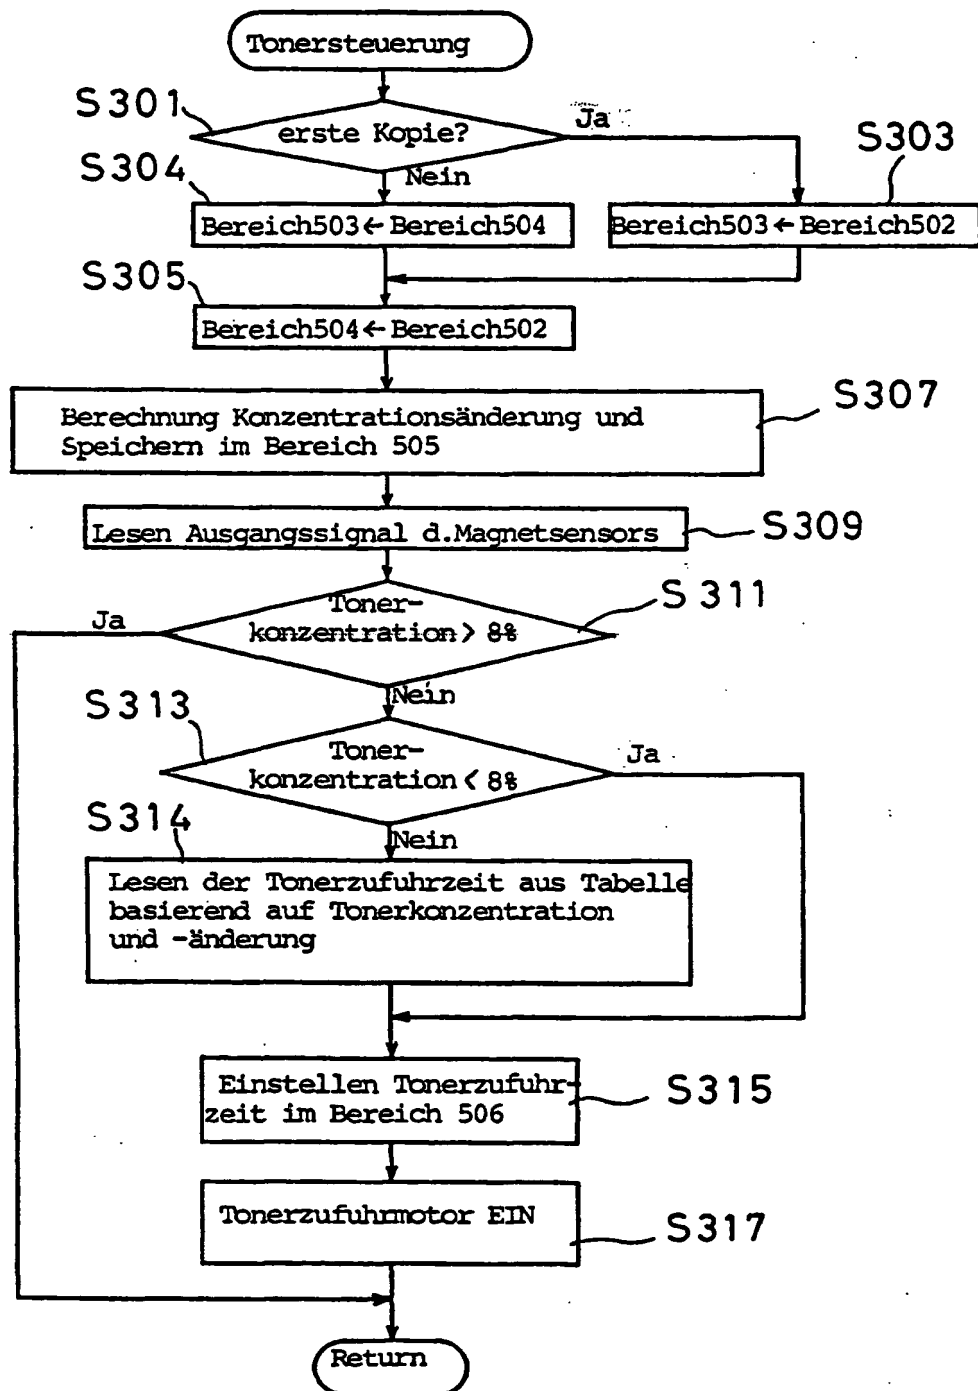 Tonersteuerung
S301
erste Kopie?
Ja
S304
Nein
S303
Bereich503←Bereich504
Bereich503←Bereich502
S305
Bereich504←Bereich502
S307
Berechnung Konzentrationsänderung und
Speichern im Bereich 505
Lesen Ausgangssignal d.Magnetsensors
S309
Toner-
konzentration> 8%
Ja
S311
Nein
S313
Toner-
konzentration< 8%
Ja
S314
Nein
Lesen der Tonerzufuhrzeit aus Tabelle
basierend auf Tonerkonzentration
und -änderung
Einstellen Tonerzufuhr-
zeit im Bereich 506
S315
Tonerzufuhrmotor EIN
S317
Return